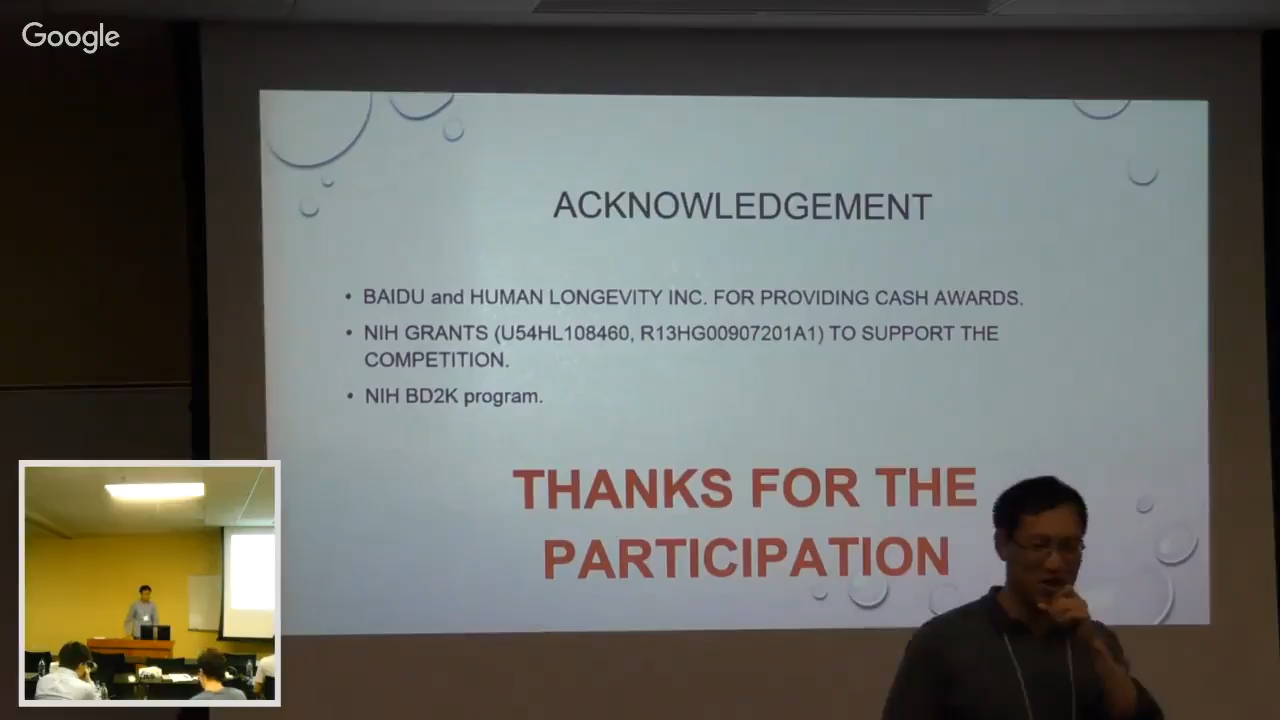 Google
ACKNOWLEDGEMENT
• BAIDU and HUMAN LONGEVITY INC. FOR PROVIDING CASH AWARDS.
• NIH GRANTS (U54HL108460, R13HG00907201A1) TO SUPPORT THE
COMPETITION.
• NIH BD2K program.
THANKS FOR THE
PARTICIPATION